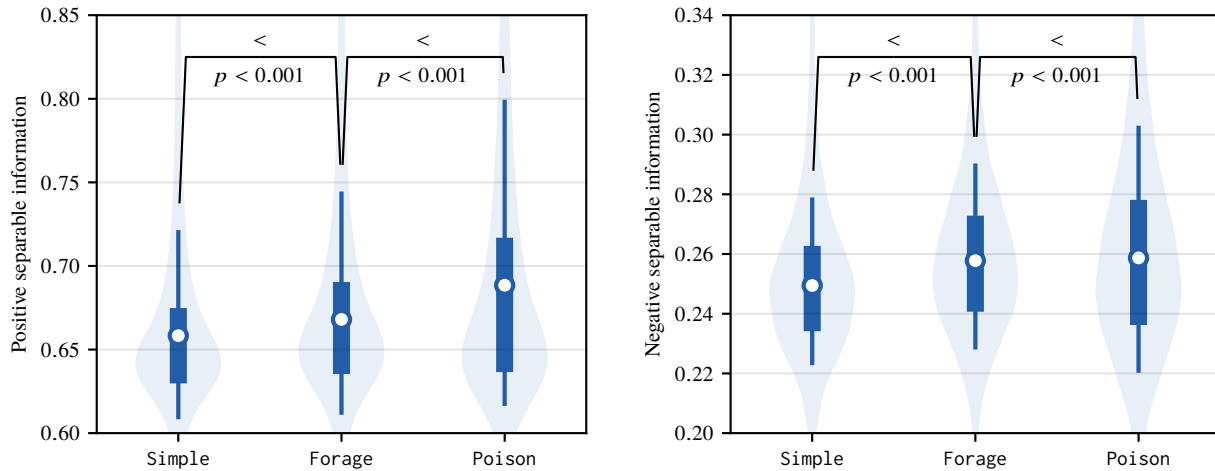 Positive separable information
0.85
0.80
0.75
0.70
0.65
0.60
<
p < 0.001
<
p < 0.001
Simple
Forage
Poison
Negative separable information
0.34
0.32
0.30
0.28
0.26
0.24
0.22
0.20
<
p < 0.001
<
p < 0.001
Simple
Forage
Poison